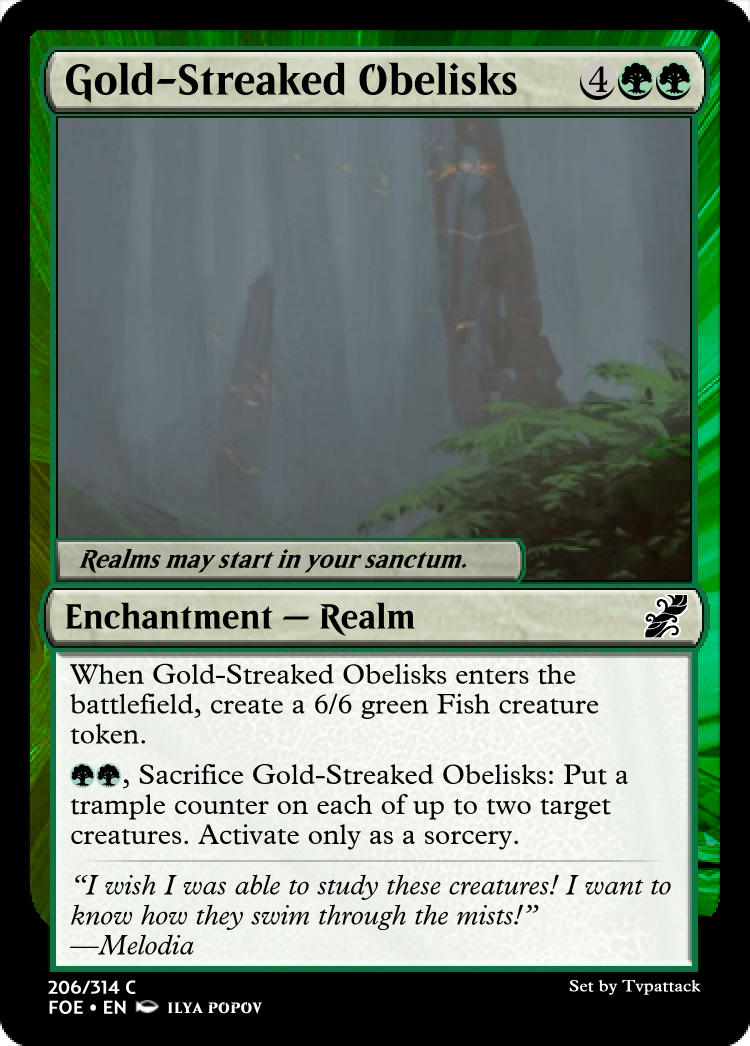 Gold-Streaked Obelisks 4
Realms may start in your sanctum.
Enchantment — Realm
When Gold-Streaked Obelisks enters the
battlefield, create a 6/6 green Fish creature
token.
, Sacrifice Gold-Streaked Obelisks: Put a
trample counter on each of up to two target
creatures. Activate only as a sorcery.
“I wish I was able to study these creatures! I want to
know how they swim through the mists!”
—Melodia
206/314 C
Set by Tvpattack
FOE • EN ILYA POPOV